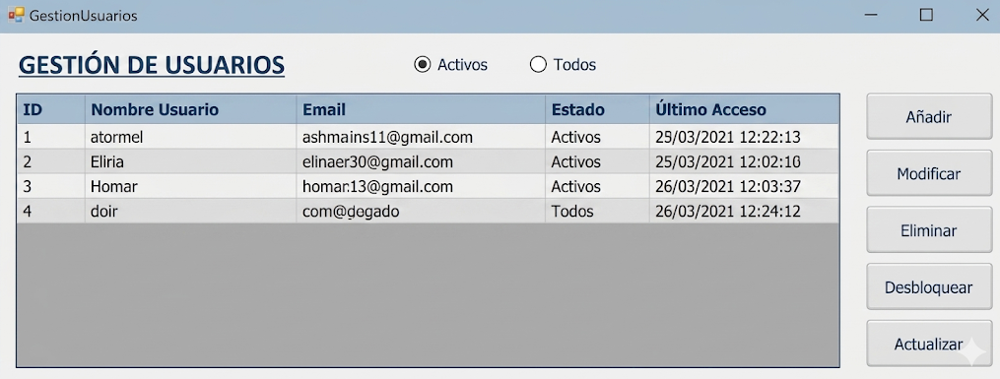 GestionUsuarios
GESTIÓN DE USUARIOS Activos Todos
ID Nombre Usuario Email Estado Último Acceso
1 atormel ashmains11@gmail.com Activos 25/03/2021 12:22:13
2 Eliria elinaer30@gmail.com Activos 25/03/2021 12:02:10
3 Homar homar.13@gmail.com Activos 26/03/2021 12:03:37
4 doir com@dogado Todos 26/03/2021 12:24:12
Añadir
Modificar
Eliminar
Desbloquear
Actualizar